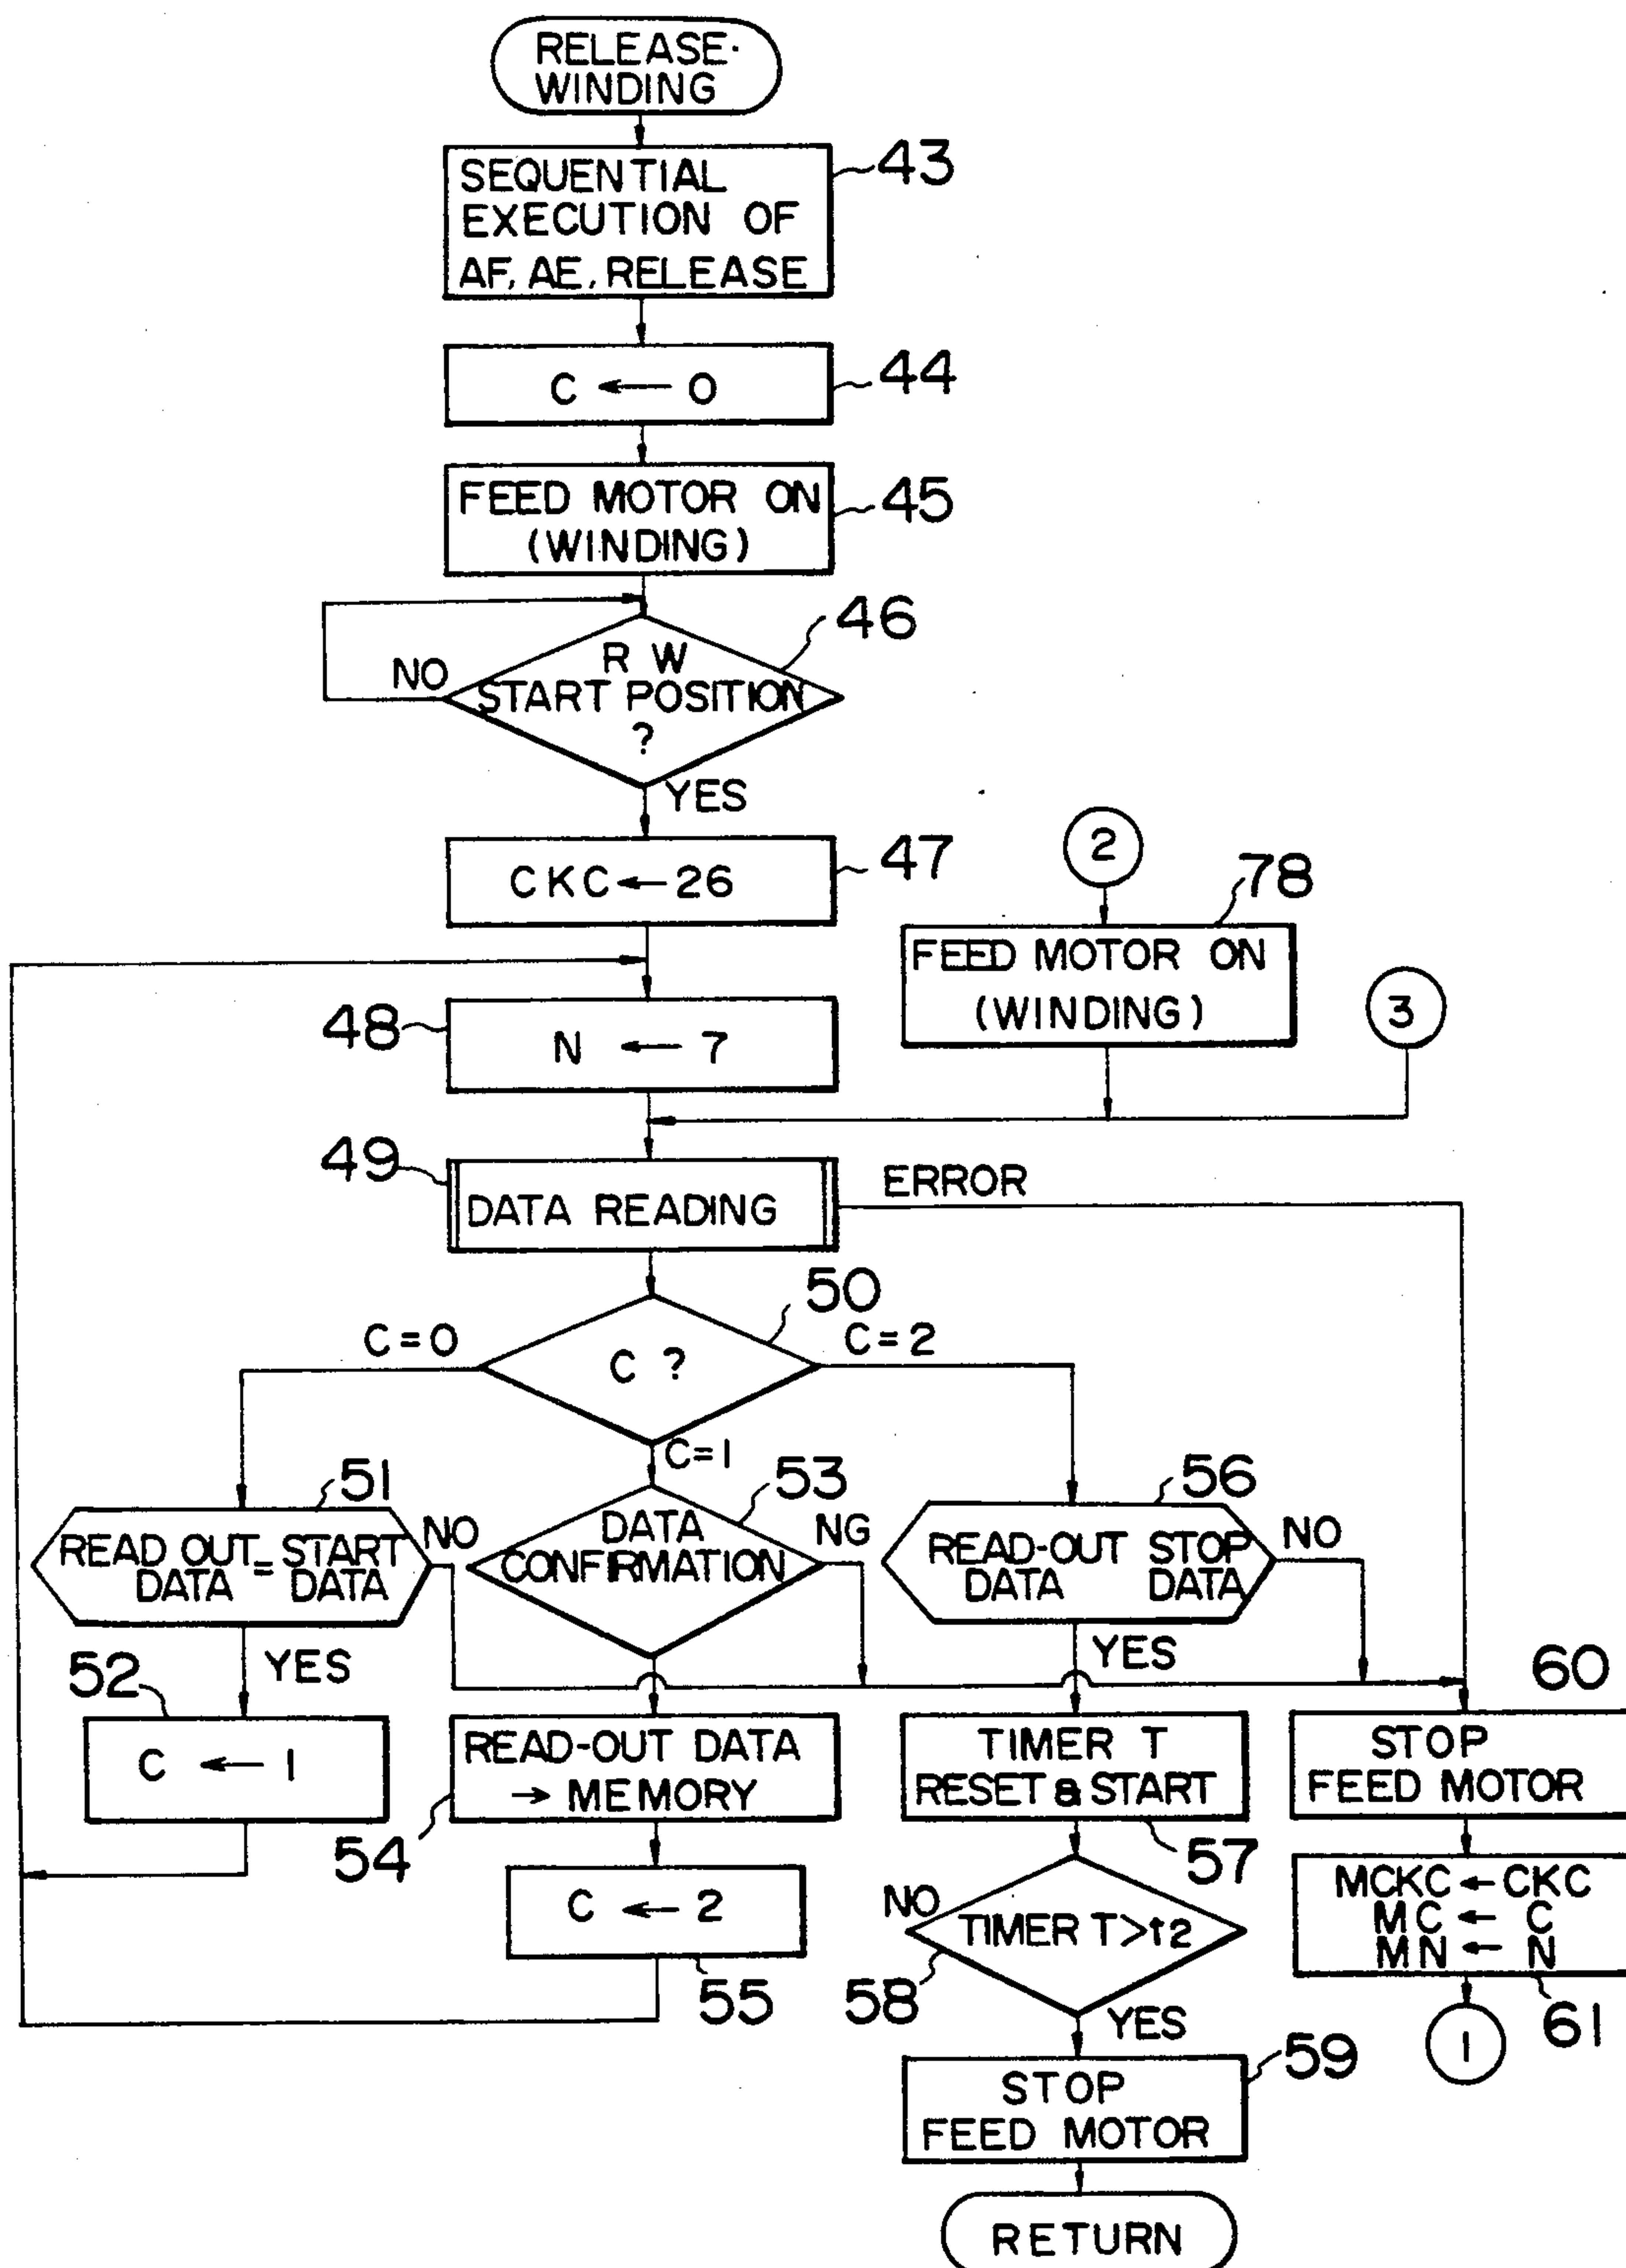 RELEASE·
WINDING
SEQUENTIAL
EXECUTION OF
AF, AE, RELEASE
43
C ← 0
44
FEED MOTOR ON
(WINDING)
45
46
R W
START POSITION
?
NO
YES
CKC ← 26
47
2
78
FEED MOTOR ON
(WINDING)
3
48
N ← 7
49
DATA READING
ERROR
50
C ?
C=0
C=2
C=1
51
READ OUT = START
DATA DATA
NO
YES
53
DATA
CONFIRMATION
NG
56
READ-OUT STOP
DATA DATA
NO
YES
52
C ← 1
READ-OUT DATA
→ MEMORY
54
TIMER T
RESET & START
57
60
STOP
FEED MOTOR
C ← 2
55
NO
TIMER T>t2
58
YES
MCKC ← CKC
MC ← C
MN ← N
61
1
STOP
FEED MOTOR
59
RETURN